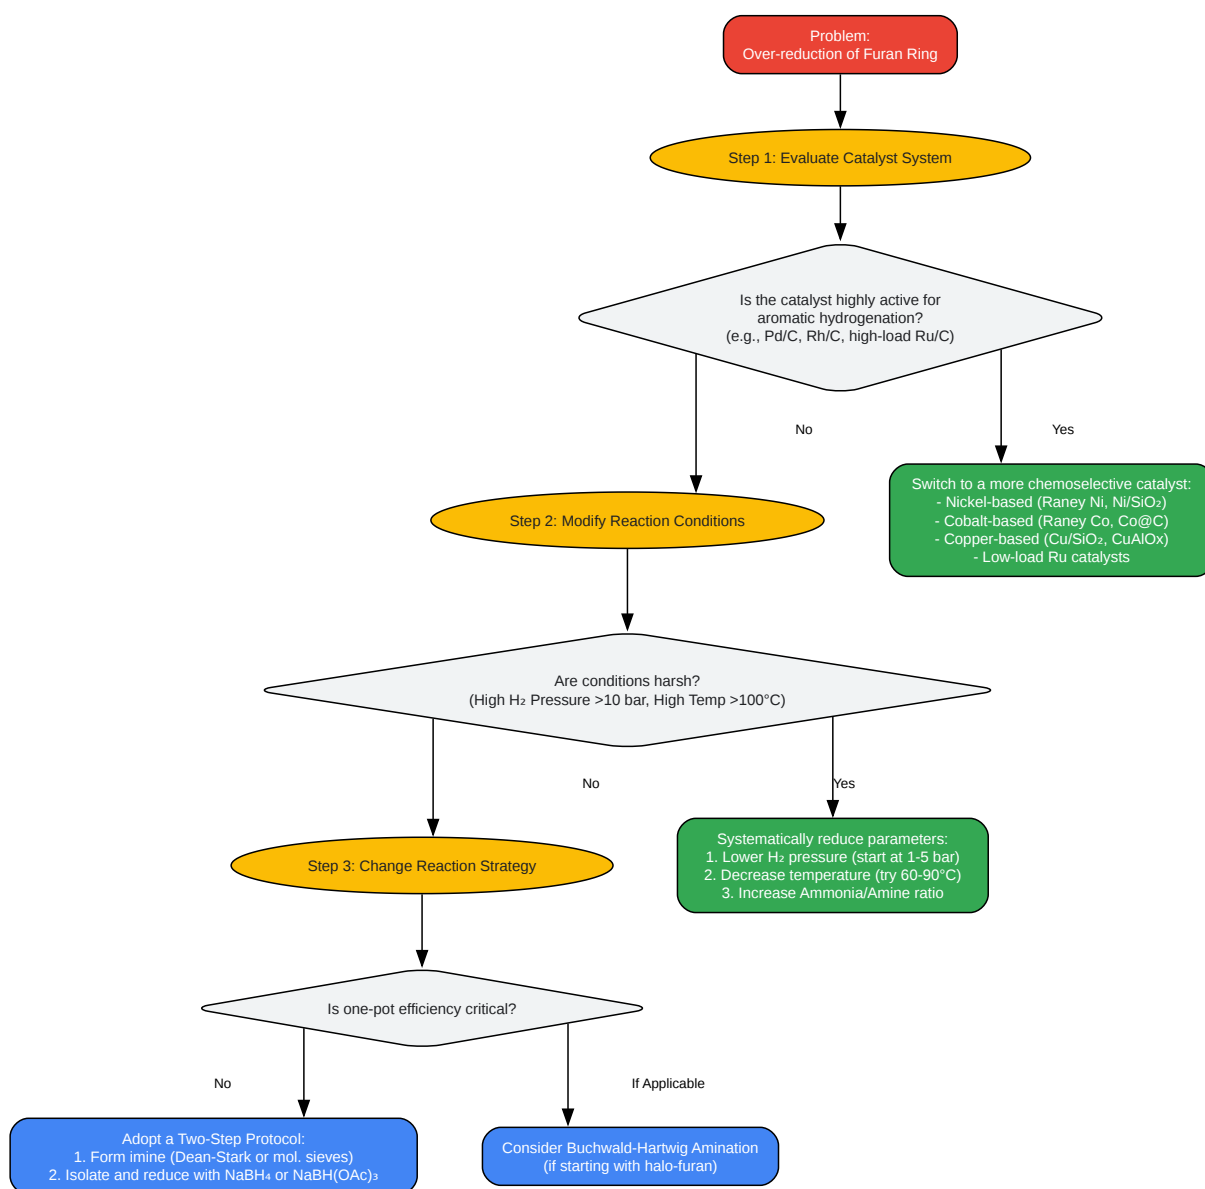 Problem:
Over-reduction of Furan Ring
Step 1: Evaluate Catalyst System
Is the catalyst highly active for
aromatic hydrogenation?
(e.g., Pd/C, Rh/C, high-load Ru/C)
No
Yes
Switch to a more chemoselective catalyst:
- Nickel-based (Raney Ni, Ni/SiO₂)
- Cobalt-based (Raney Co, Co@C)
- Copper-based (Cu/SiO₂, CuAlOx)
- Low-load Ru catalysts
Step 2: Modify Reaction Conditions
Are conditions harsh?
(High H₂ Pressure >10 bar, High Temp >100°C)
No
Yes
Systematically reduce parameters:
1. Lower H₂ pressure (start at 1-5 bar)
2. Decrease temperature (try 60-90°C)
3. Increase Ammonia/Amine ratio
Step 3: Change Reaction Strategy
Is one-pot efficiency critical?
No
If Applicable
Adopt a Two-Step Protocol:
1. Form imine (Dean-Stark or mol. sieves)
2. Isolate and reduce with NaBH₄ or NaBH(OAc)₃
Consider Buchwald-Hartwig Amination
(if starting with halo-furan)